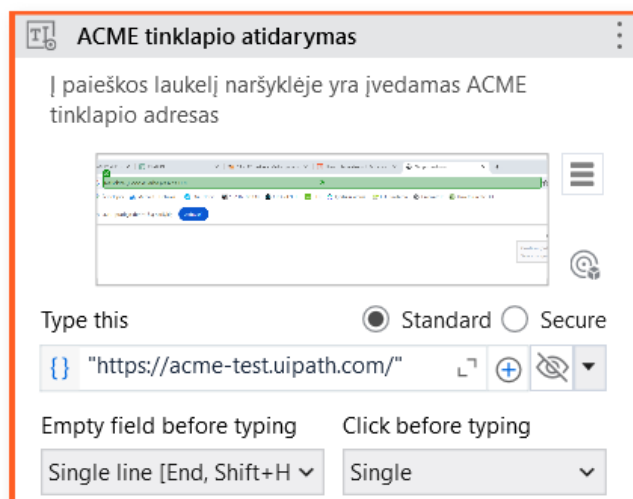 ACME tinklapio atidarymas
Į paieškos laukelį naršyklėje yra įvedamas ACME
tinklapio adresas
Type this
Standard
Secure
"https://acme-test.uipath.com/"
Empty field before typing
Click before typing
Single line [End, Shift+H
Single